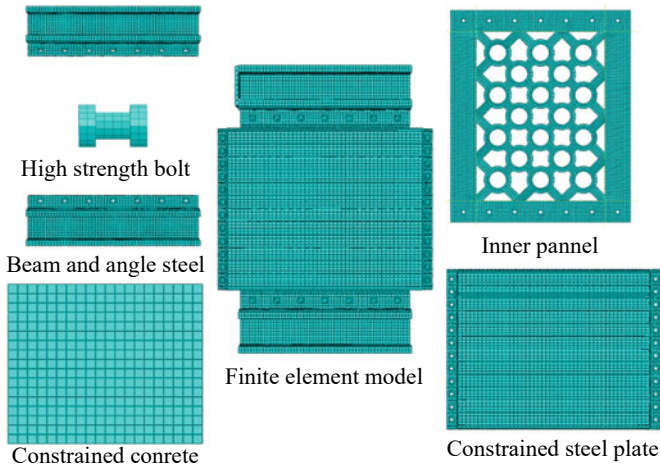 High strength bolt
Beam and angle steel
Constrained conrete
Finite element model
Inner pannel
Constrained steel plate